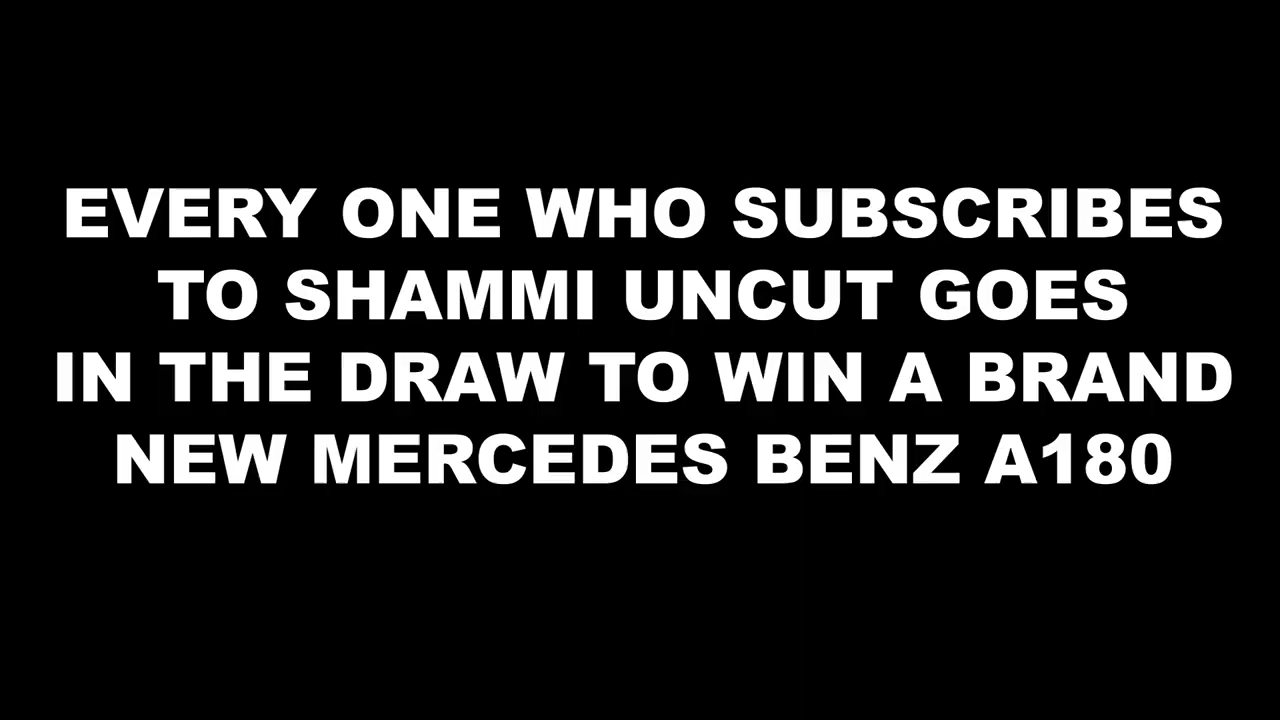 EVERY ONE WHO SUBSCRIBES
TO SHAMMI UNCUT GOES
IN THE DRAW TO WIN A BRAND
NEW MERCEDES BENZ A180